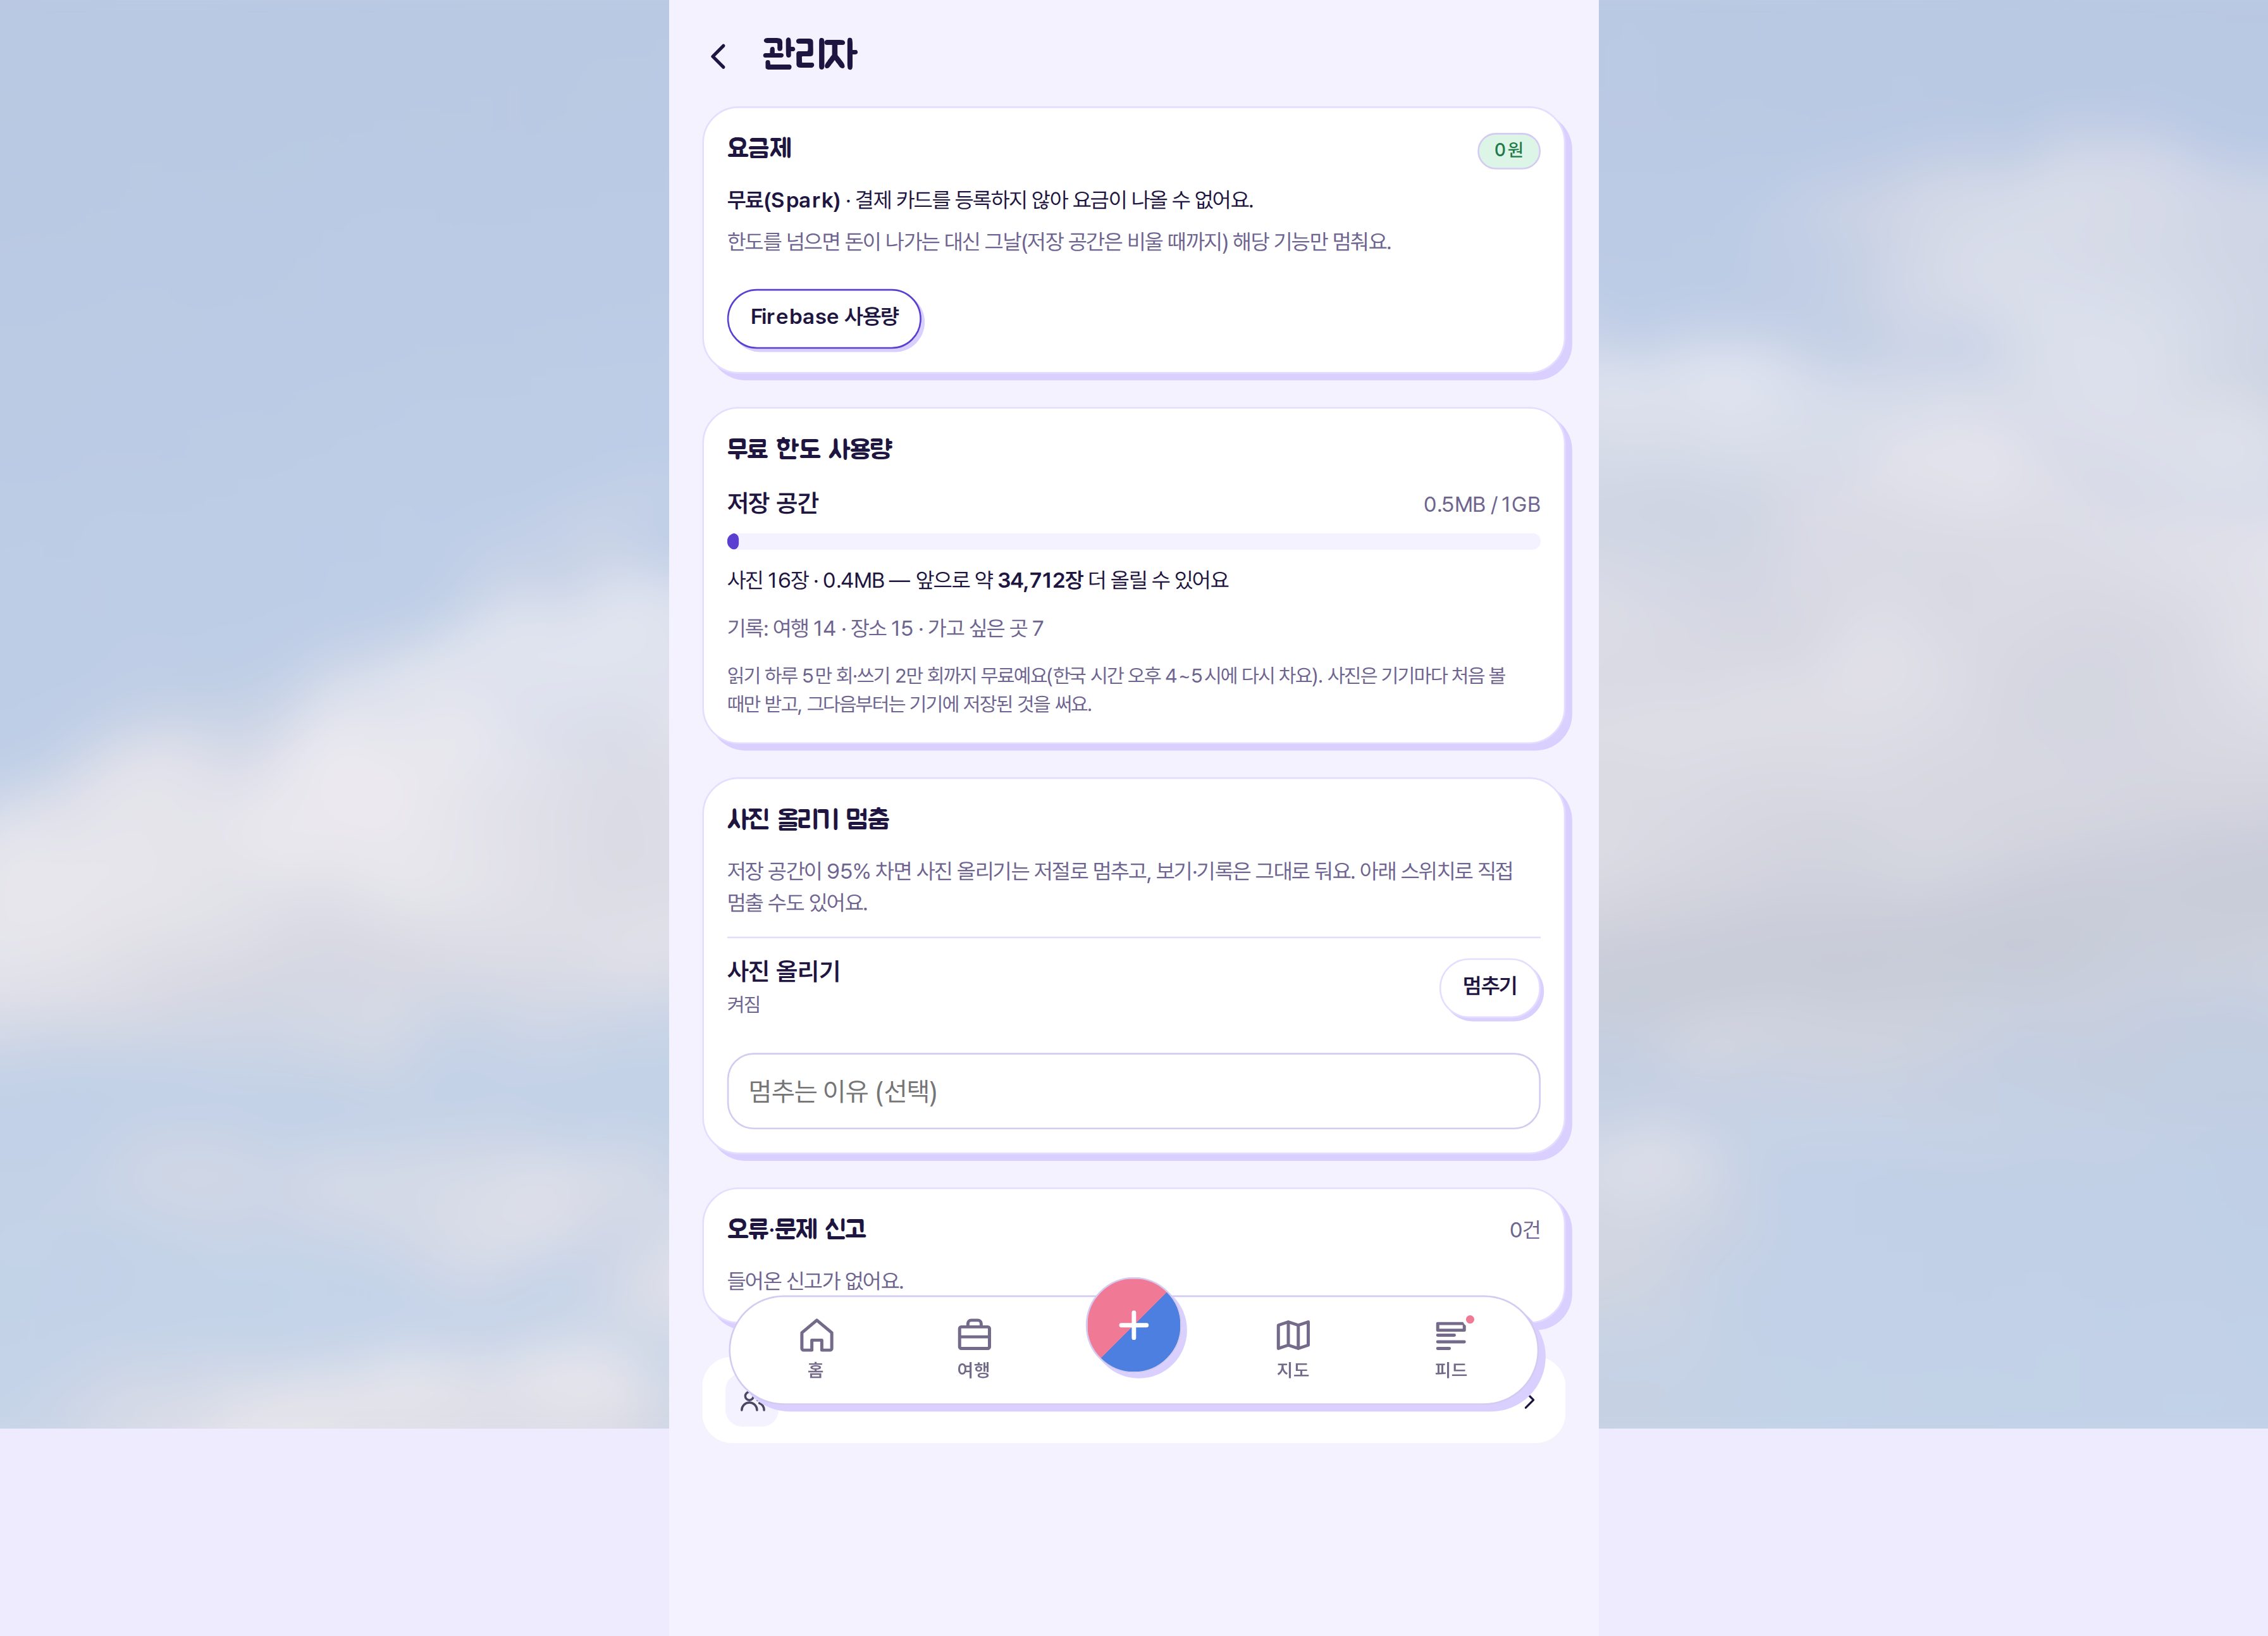 관리자
요금제
0원
무료(Spark) · 결제 카드를 등록하지 않아 요금이 나올 수 없어요.
한도를 넘으면 돈이 나가는 대신 그날(저장 공간은 비울 때까지) 해당 기능만 멈춰요.
Firebase 사용량
무료 한도 사용량
저장 공간
0.5MB / 1GB
사진 16장 · 0.4MB — 앞으로 약 34,712장 더 올릴 수 있어요
기록: 여행 14 · 장소 15 · 가고 싶은 곳 7
읽기 하루 5만 회·쓰기 2만 회까지 무료예요(한국 시간 오후 4~5시에 다시 차요). 사진은 기기마다 처음 볼
때만 받고, 그다음부터는 기기에 저장된 것을 써요.
사진 올리기 멈춤
저장 공간이 95% 차면 사진 올리기는 저절로 멈추고, 보기·기록은 그대로 둬요. 아래 스위치로 직접
멈출 수도 있어요.
사진 올리기
켜짐
멈추기
멈추는 이유 (선택)
오류·문제 신고
0건
들어온 신고가 없어요.
홈
여행
지도
피드